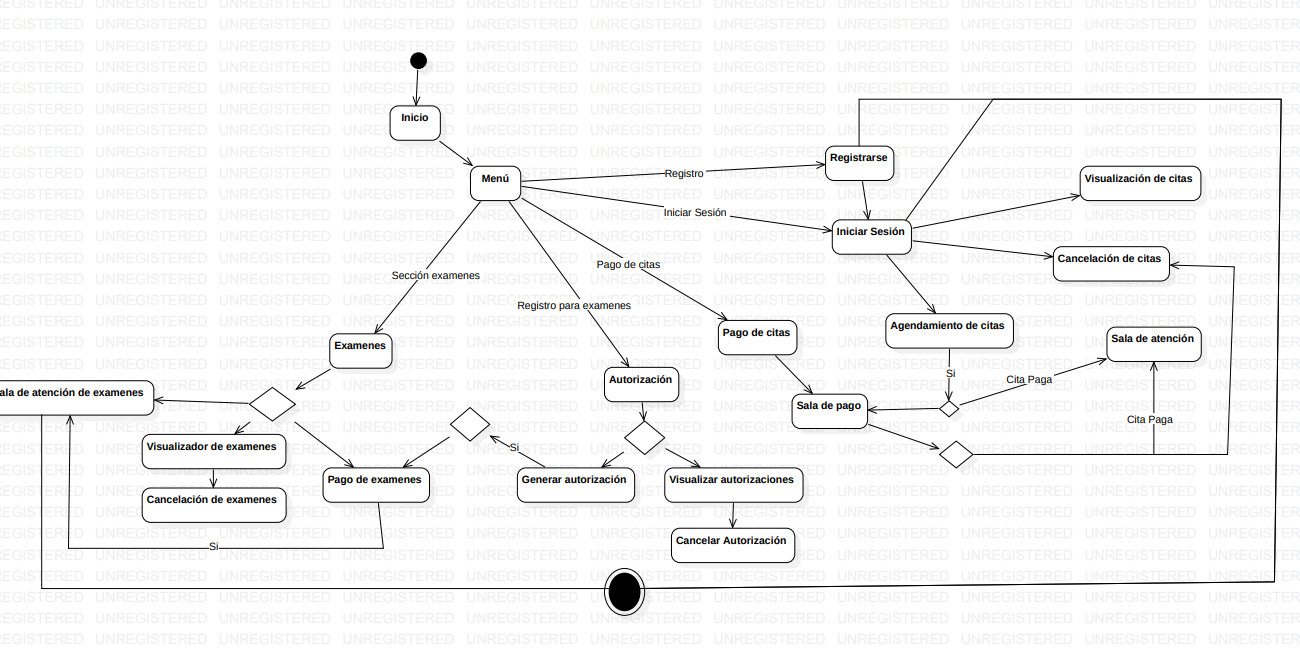 Inicio
Menú
Registro
Registrarse
Iniciar Sesión
Iniciar Sesión
Visualización de citas
Cancelación de citas
Sección examenes
Pago de citas
Registro para examenes
Agendamiento de citas
Pago de citas
Sala de atención
Examenes
Autorización
Si
Cita Paga
ala de atención de examenes
Sala de pago
Cita Paga
Visualizador de examenes
Si
Pago de examenes
Generar autorización
Visualizar autorizaciones
Cancelación de examenes
Cancelar Autorización
Si
UNREGISTERED